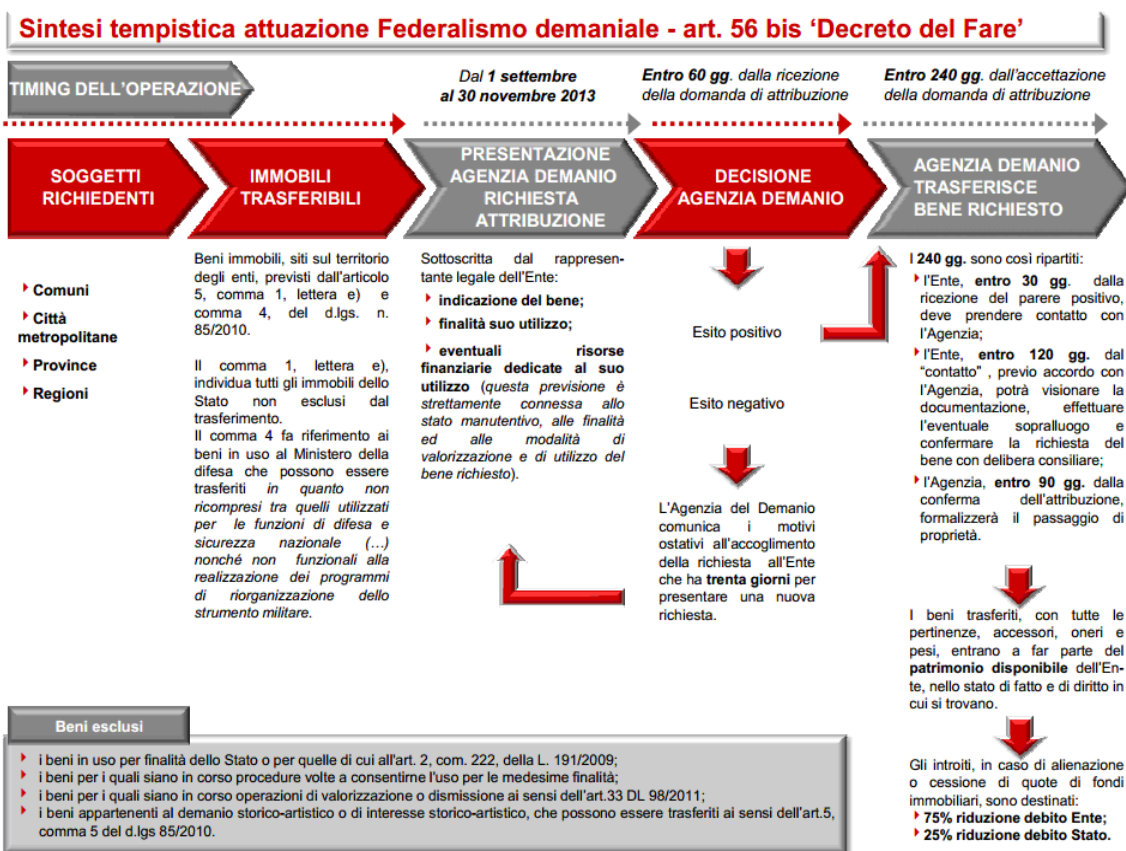 Sintesi tempistica attuazione Federalismo demaniale - art. 56 bis ‘Decreto del Fare’
TIMING DELL’OPERAZIONE
Dal 1 settembre
al 30 novembre 2013
Entro 60 gg. dalla ricezione
della domanda di attribuzione
Entro 240 gg. dall’accettazione
della domanda di attribuzione
SOGGETTI
RICHIEDENTI
IMMOBILI
TRASFERIBILI
PRESENTAZIONE
AGENZIA DEMANIO
RICHIESTA
ATTRIBUZIONE
DECISIONE
AGENZIA DEMANIO
AGENZIA DEMANIO
TRASFERISCE
BENE RICHIESTO
Comuni
Città
metropolitane
Province
Regioni
Beni immobili, siti sul territorio
degli enti, previsti dall’articolo
5, comma 1, lettera e) e
comma 4, del d.lgs. n.
85/2010.
Il comma 1, lettera e),
individua tutti gli immobili dello
Stato non esclusi dal
trasferimento.
Il comma 4 fa riferimento ai
beni in uso al Ministero della
difesa che possono essere
trasferiti in quanto non
ricompresi tra quelli utilizzati
per le funzioni di difesa e
sicurezza nazionale (…)
nonché non funzionali alla
realizzazione dei programmi
di riorganizzazione dello
strumento militare.
Sottoscritta dal rappresen-
tante legale dell’Ente:
indicazione del bene;
finalità suo utilizzo;
eventuali risorse
finanziarie dedicate al suo
utilizzo (questa previsione è
strettamente connessa allo
stato manutentivo, alle finalità
ed alle modalità di
valorizzazione e di utilizzo del
bene richiesto).
Esito positivo
Esito negativo
L’Agenzia del Demanio
comunica i motivi
ostativi all’accoglimento
della richiesta all’Ente
che ha trenta giorni per
presentare una nuova
richiesta.
I 240 gg. sono così ripartiti:
l’Ente, entro 30 gg. dalla
ricezione del parere positivo,
deve prendere contatto con
l’Agenzia;
l’Ente, entro 120 gg. dal
“contatto” , previo accordo con
l’Agenzia, potrà visionare la
documentazione, effettuare
l’eventuale sopralluogo e
confermare la richiesta del
bene con delibera consiliare;
l’Agenzia, entro 90 gg. dalla
conferma dell’attribuzione,
formalizzerà il passaggio di
proprietà.
I beni trasferiti, con tutte le
pertinenze, accessori, oneri e
pesi, entrano a far parte del
patrimonio disponibile dell’En-
te, nello stato di fatto e di diritto in
cui si trovano.
Gli introiti, in caso di alienazione
o cessione di quote di fondi
immobiliari, sono destinati:
75% riduzione debito Ente;
25% riduzione debito Stato.
Beni esclusi
i beni in uso per finalità dello Stato o per quelle di cui all'art. 2, com. 222, della L. 191/2009;
i beni per i quali siano in corso procedure volte a consentirne l'uso per le medesime finalità;
i beni per i quali siano in corso operazioni di valorizzazione o dismissione ai sensi dell’art.33 DL 98/2011;
i beni appartenenti al demanio storico-artistico o di interesse storico-artistico, che possono essere trasferiti ai sensi dell’art.5,
comma 5 del d.lgs 85/2010.